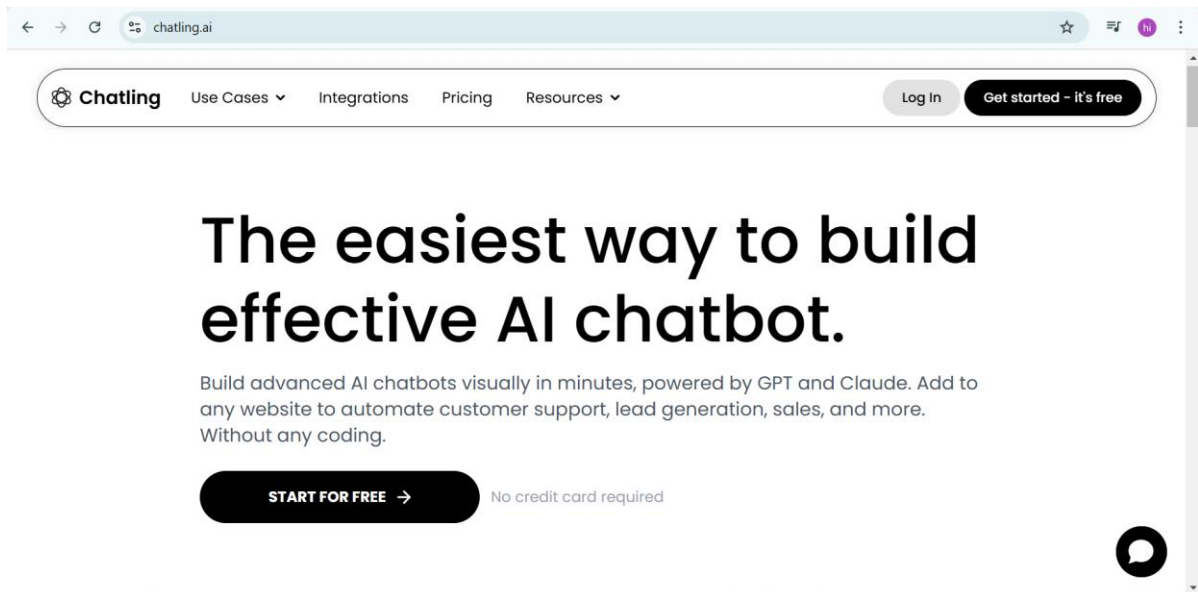 chatling.ai
hi
Chatling
Use Cases
Integrations
Pricing
Resources
Log In
Get started - it's free
The easiest way to build
effective AI chatbot.
Build advanced AI chatbots visually in minutes, powered by GPT and Claude. Add to
any website to automate customer support, lead generation, sales, and more.
Without any coding.
START FOR FREE →
No credit card required